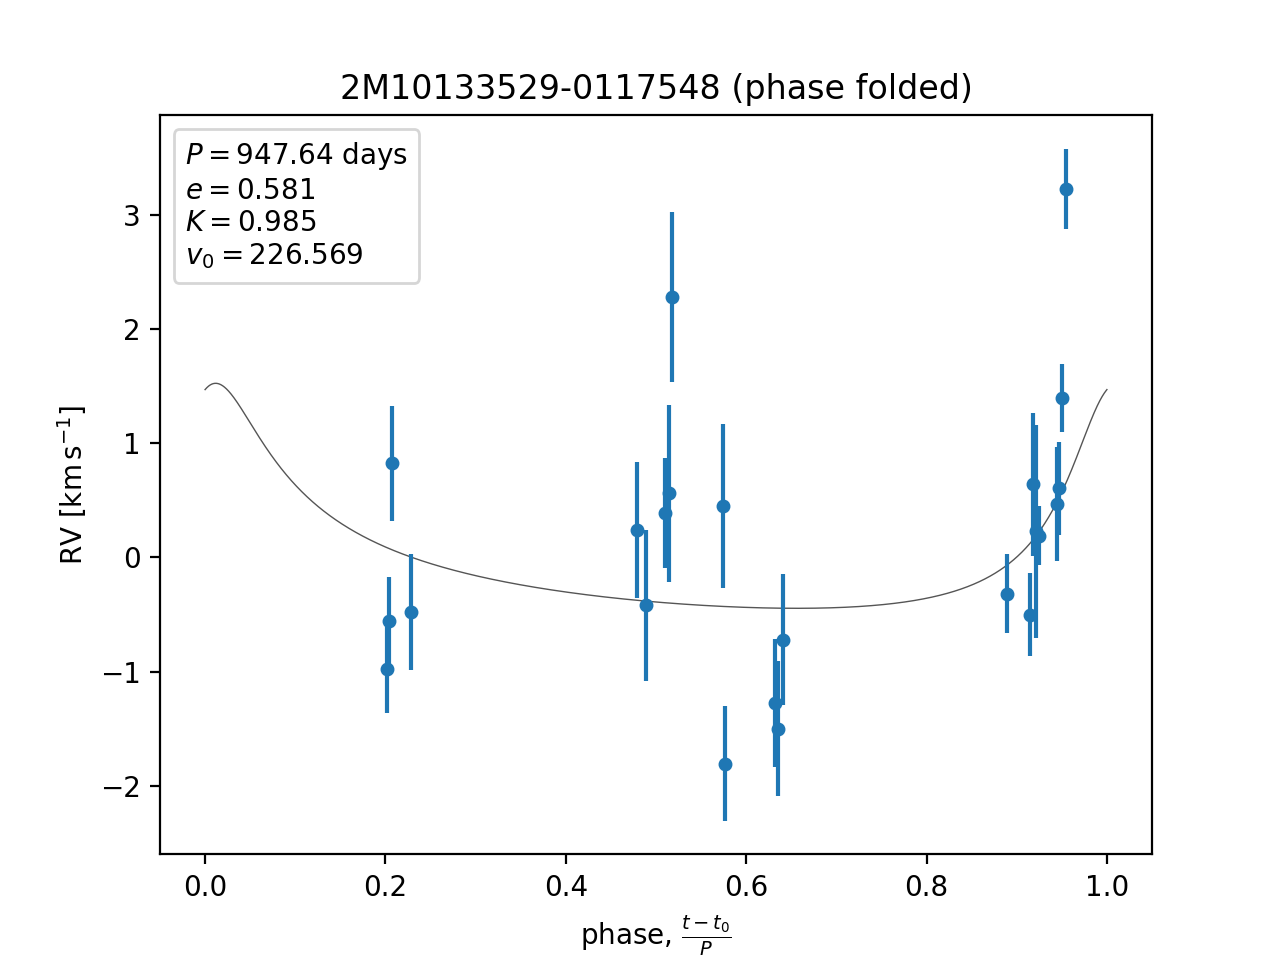 2M10133529-0117548 (phase folded)
P = 947.64 days
e = 0.581
K = 0.985
v₀ = 226.569
3
2
1
0
−1
−2
RV [km s⁻¹]
0.0 0.2 0.4 0.6 0.8 1.0
phase, (t − t₀)/P